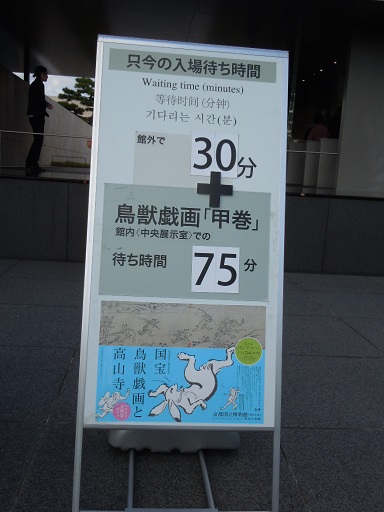 只今の入場待ち時間
Waiting time (minutes)
等待时间(分钟)
기다리는 시간(분)
館外で 30分
+
鳥獣戯画「甲巻」
館内〈中央展示室〉での
待ち時間 75分
国宝
鳥獣戯画と
高山寺